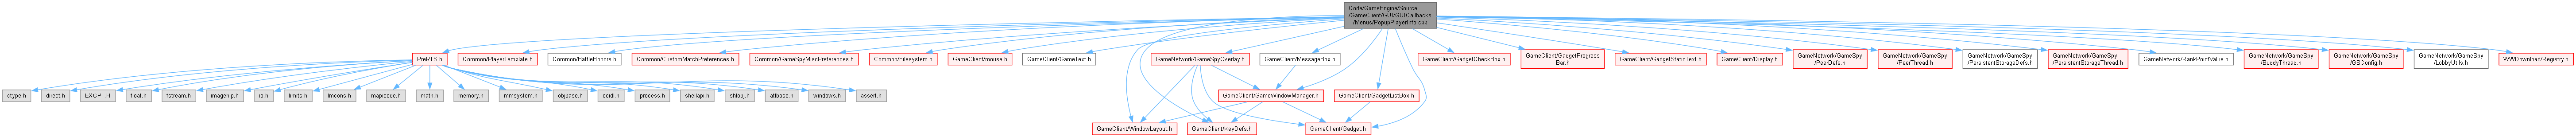 Code/GameEngine/Source
/GameClient/GUI/GUICallbacks
/Menus/PopupPlayerInfo.cpp
PreRTS.h
Common/PlayerTemplate.h
Common/BattleHonors.h
Common/CustomMatchPreferences.h
Common/GameSpyMiscPreferences.h
Common/Filesystem.h
GameClient/mouse.h
GameClient/GameText.h
GameNetwork/GameSpyOverlay.h
GameClient/MessageBox.h
GameClient/GadgetCheckBox.h
GameClient/GadgetProgress
Bar.h
GameClient/GadgetStaticText.h
GameClient/Display.h
GameNetwork/GameSpy
/PeerDefs.h
GameNetwork/GameSpy
/PeerThread.h
GameNetwork/GameSpy
/PersistentStorageDefs.h
GameNetwork/GameSpy
/PersistentStorageThread.h
GameNetwork/RankPointValue.h
GameNetwork/GameSpy
/BuddyThread.h
GameNetwork/GameSpy
/GSConfig.h
GameNetwork/GameSpy
/LobbyUtils.h
WWDownload/Registry.h
ctype.h
direct.h
EXCPT.H
float.h
fstream.h
imagehlp.h
io.h
limits.h
lmcons.h
mapicode.h
math.h
memory.h
mmsystem.h
objbase.h
ocidl.h
process.h
shellapi.h
shlobj.h
atlbase.h
windows.h
assert.h
GameClient/GameWindowManager.h
GameClient/GadgetListBox.h
GameClient/WindowLayout.h
GameClient/KeyDefs.h
GameClient/Gadget.h